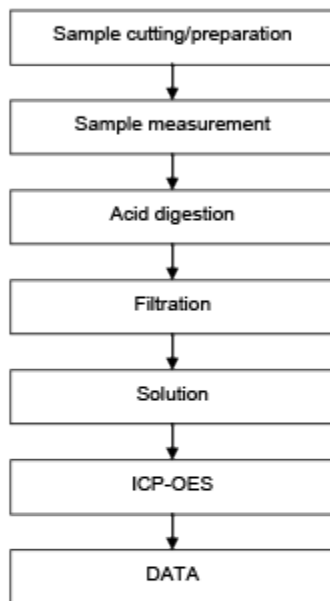 Sample cutting/preparation
Sample measurement
Acid digestion
Filtration
Solution
ICP-OES
DATA